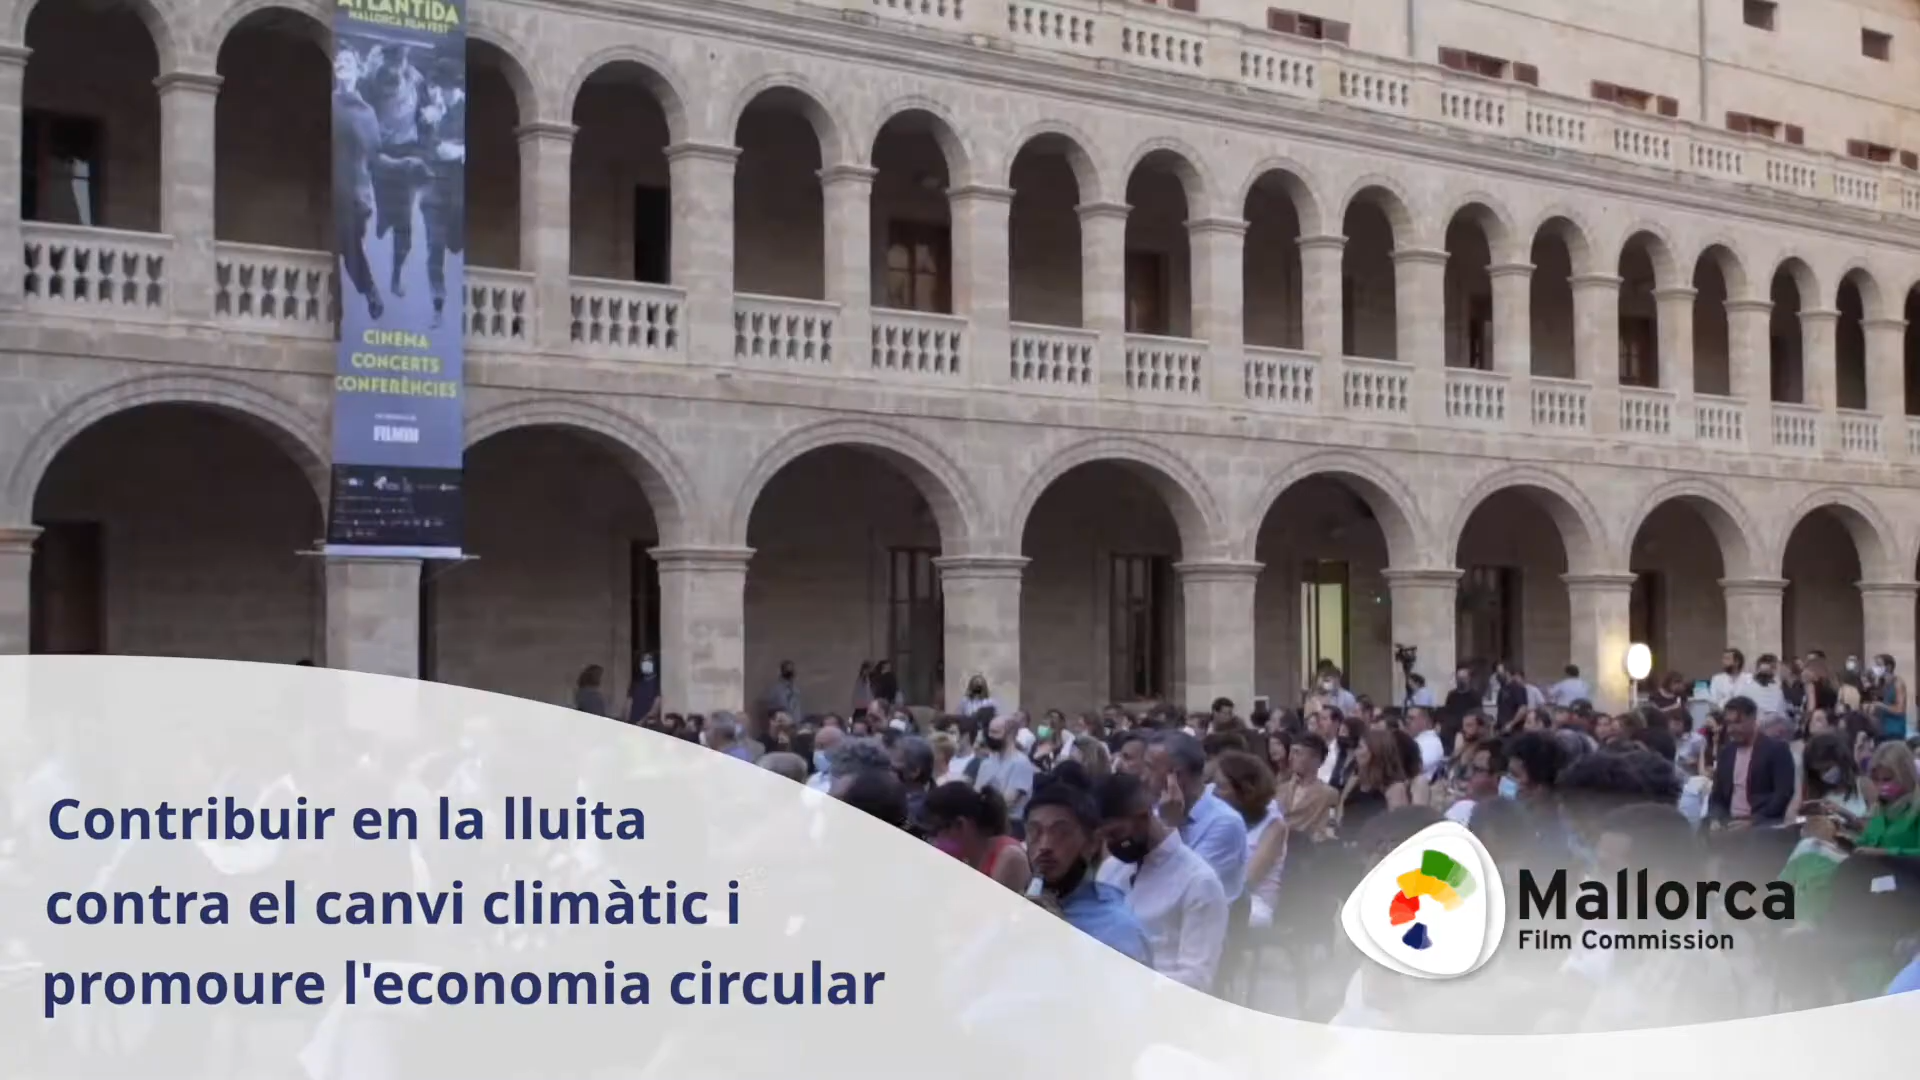 ATLÀNTIDA
MALLORCA FILM FEST
CINEMA
CONCERTS
CONFERÈNCIES
FILMIN
Contribuir en la lluita
contra el canvi climàtic i
promoure l'economia circular
Mallorca
Film Commission